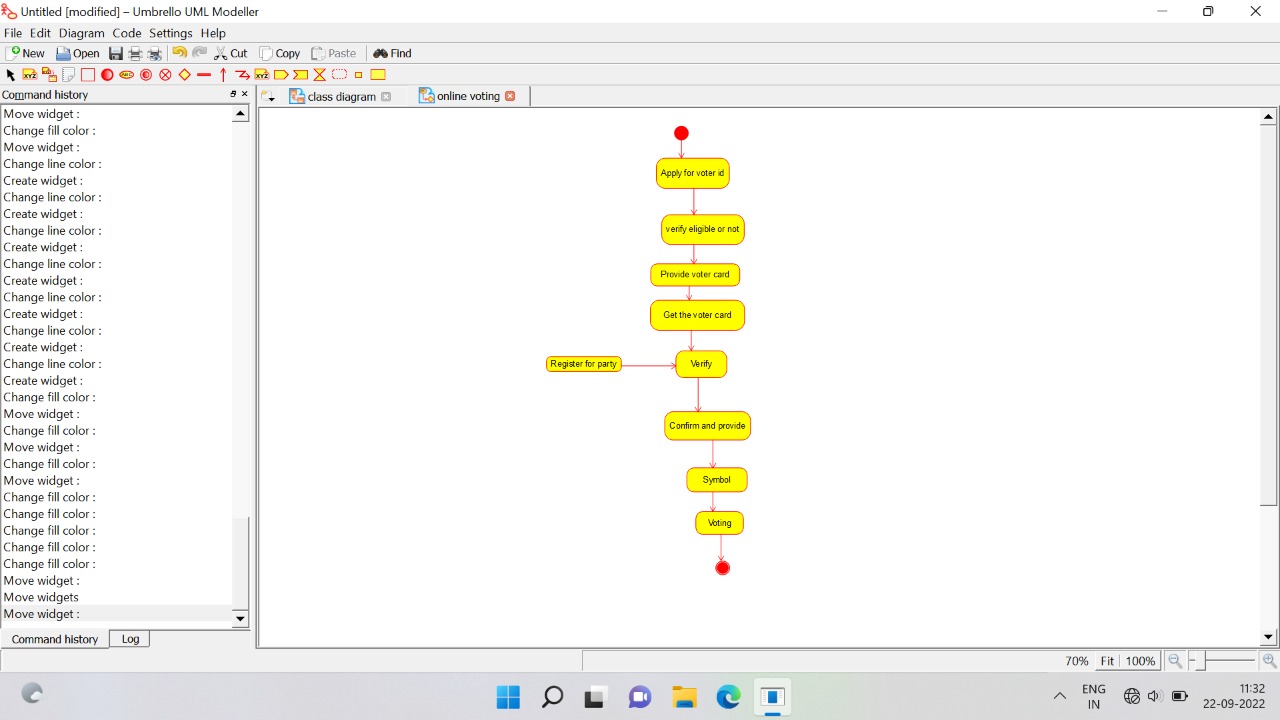 Untitled [modified] – Umbrello UML Modeller
File Edit Diagram Code Settings Help
New Open Cut Copy Paste Find
Command history
class diagram
online voting
Move widget :
Change fill color :
Move widget :
Change line color :
Create widget :
Change line color :
Create widget :
Change line color :
Create widget :
Change line color :
Create widget :
Change line color :
Create widget :
Change line color :
Create widget :
Change line color :
Create widget :
Change fill color :
Move widget :
Change fill color :
Move widget :
Change fill color :
Move widget :
Change fill color :
Change fill color :
Change fill color :
Change fill color :
Change fill color :
Move widget :
Move widgets
Move widget :
Command history Log
Apply for voter id
verify eligible or not
Provide voter card
Get the voter card
Register for party
Verify
Confirm and provide
Symbol
Voting
70% Fit 100%
ENG
IN
11:32
22-09-2022